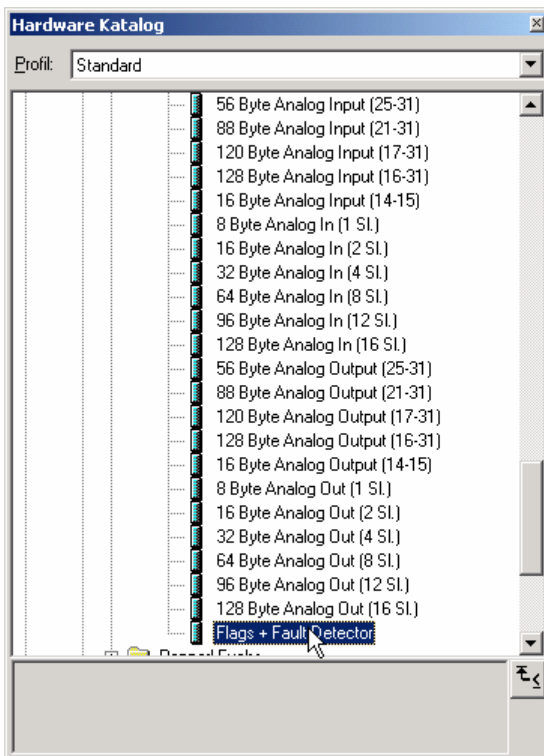 Hardware Katalog
Profil: Standard
56 Byte Analog Input (25-31)
88 Byte Analog Input (21-31)
120 Byte Analog Input (17-31)
128 Byte Analog Input (16-31)
16 Byte Analog Input (14-15)
8 Byte Analog In (1 Sl.)
16 Byte Analog In (2 Sl.)
32 Byte Analog In (4 Sl.)
64 Byte Analog In (8 Sl.)
96 Byte Analog In (12 Sl.)
128 Byte Analog In (16 Sl.)
56 Byte Analog Output (25-31)
88 Byte Analog Output (21-31)
120 Byte Analog Output (17-31)
128 Byte Analog Output (16-31)
16 Byte Analog Output (14-15)
8 Byte Analog Out (1 Sl.)
16 Byte Analog Out (2 Sl.)
32 Byte Analog Out (4 Sl.)
64 Byte Analog Out (8 Sl.)
96 Byte Analog Out (12 Sl.)
128 Byte Analog Out (16 Sl.)
Flags + Fault Detector